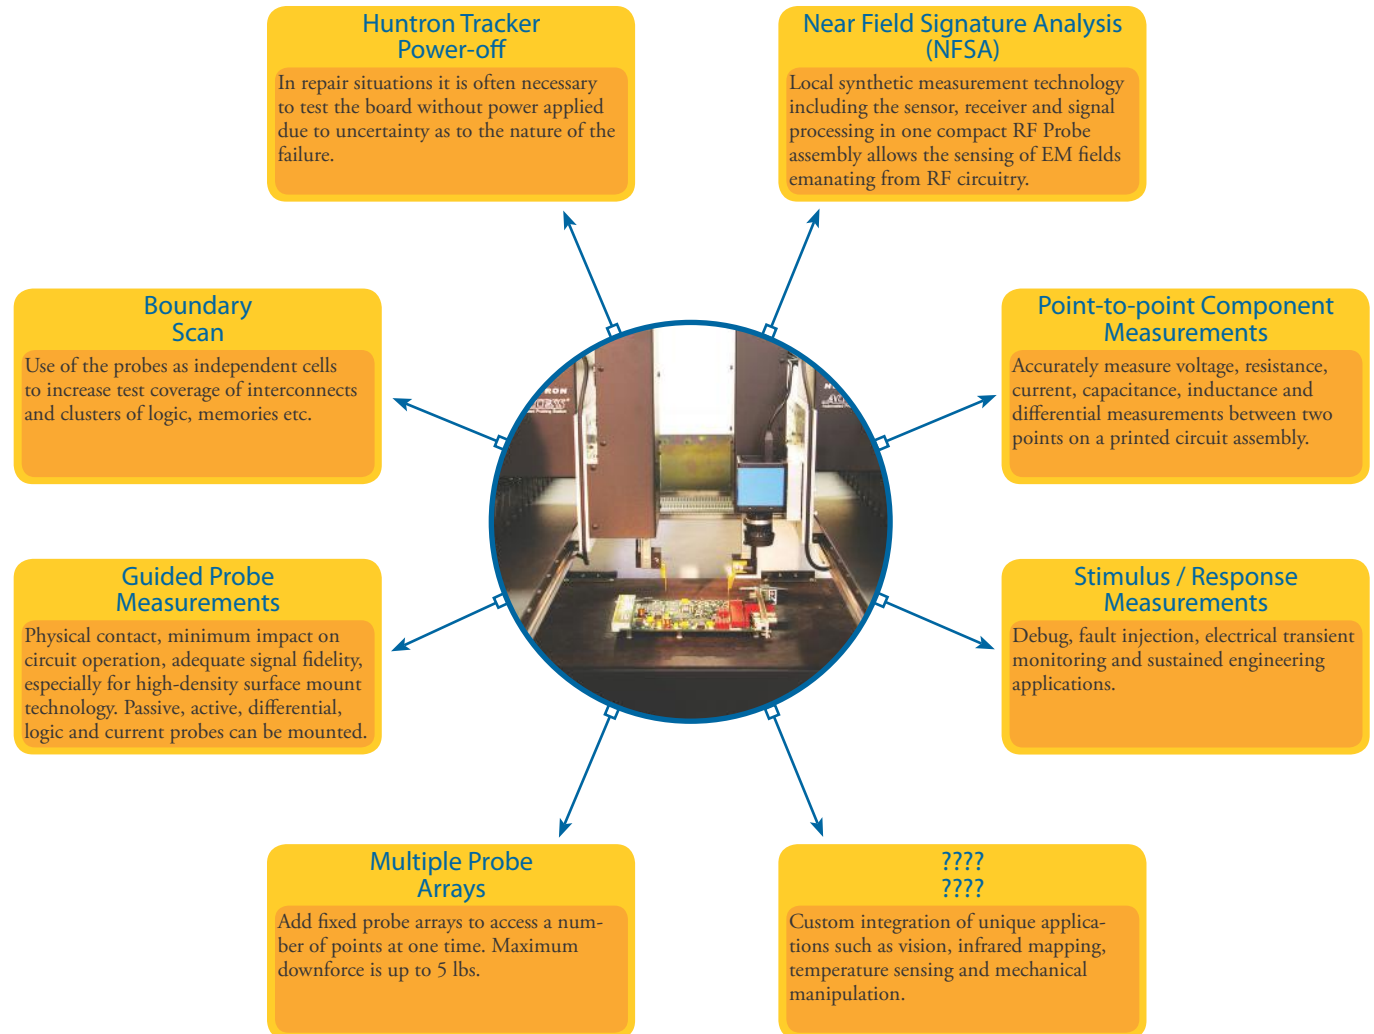 Huntron Tracker
Power-off
In repair situations it is often necessary
to test the board without power applied
due to uncertainty as to the nature of the
failure.
Near Field Signature Analysis
(NFSA)
Local synthetic measurement technology
including the sensor, receiver and signal
processing in one compact RF Probe
assembly allows the sensing of EM fields
emanating from RF circuitry.
Boundary
Scan
Use of the probes as independent cells
to increase test coverage of interconnects
and clusters of logic, memories etc.
Point-to-point Component
Measurements
Accurately measure voltage, resistance,
current, capacitance, inductance and
differential measurements between two
points on a printed circuit assembly.
Guided Probe
Measurements
Physical contact, minimum impact on
circuit operation, adequate signal fidelity,
especially for high-density surface mount
technology. Passive, active, differential,
logic and current probes can be mounted.
Stimulus / Response
Measurements
Debug, fault injection, electrical transient
monitoring and sustained engineering
applications.
Multiple Probe
Arrays
Add fixed probe arrays to access a num-
ber of points at one time. Maximum
downforce is up to 5 lbs.
????
????
Custom integration of unique applica-
tions such as vision, infrared mapping,
temperature sensing and mechanical
manipulation.